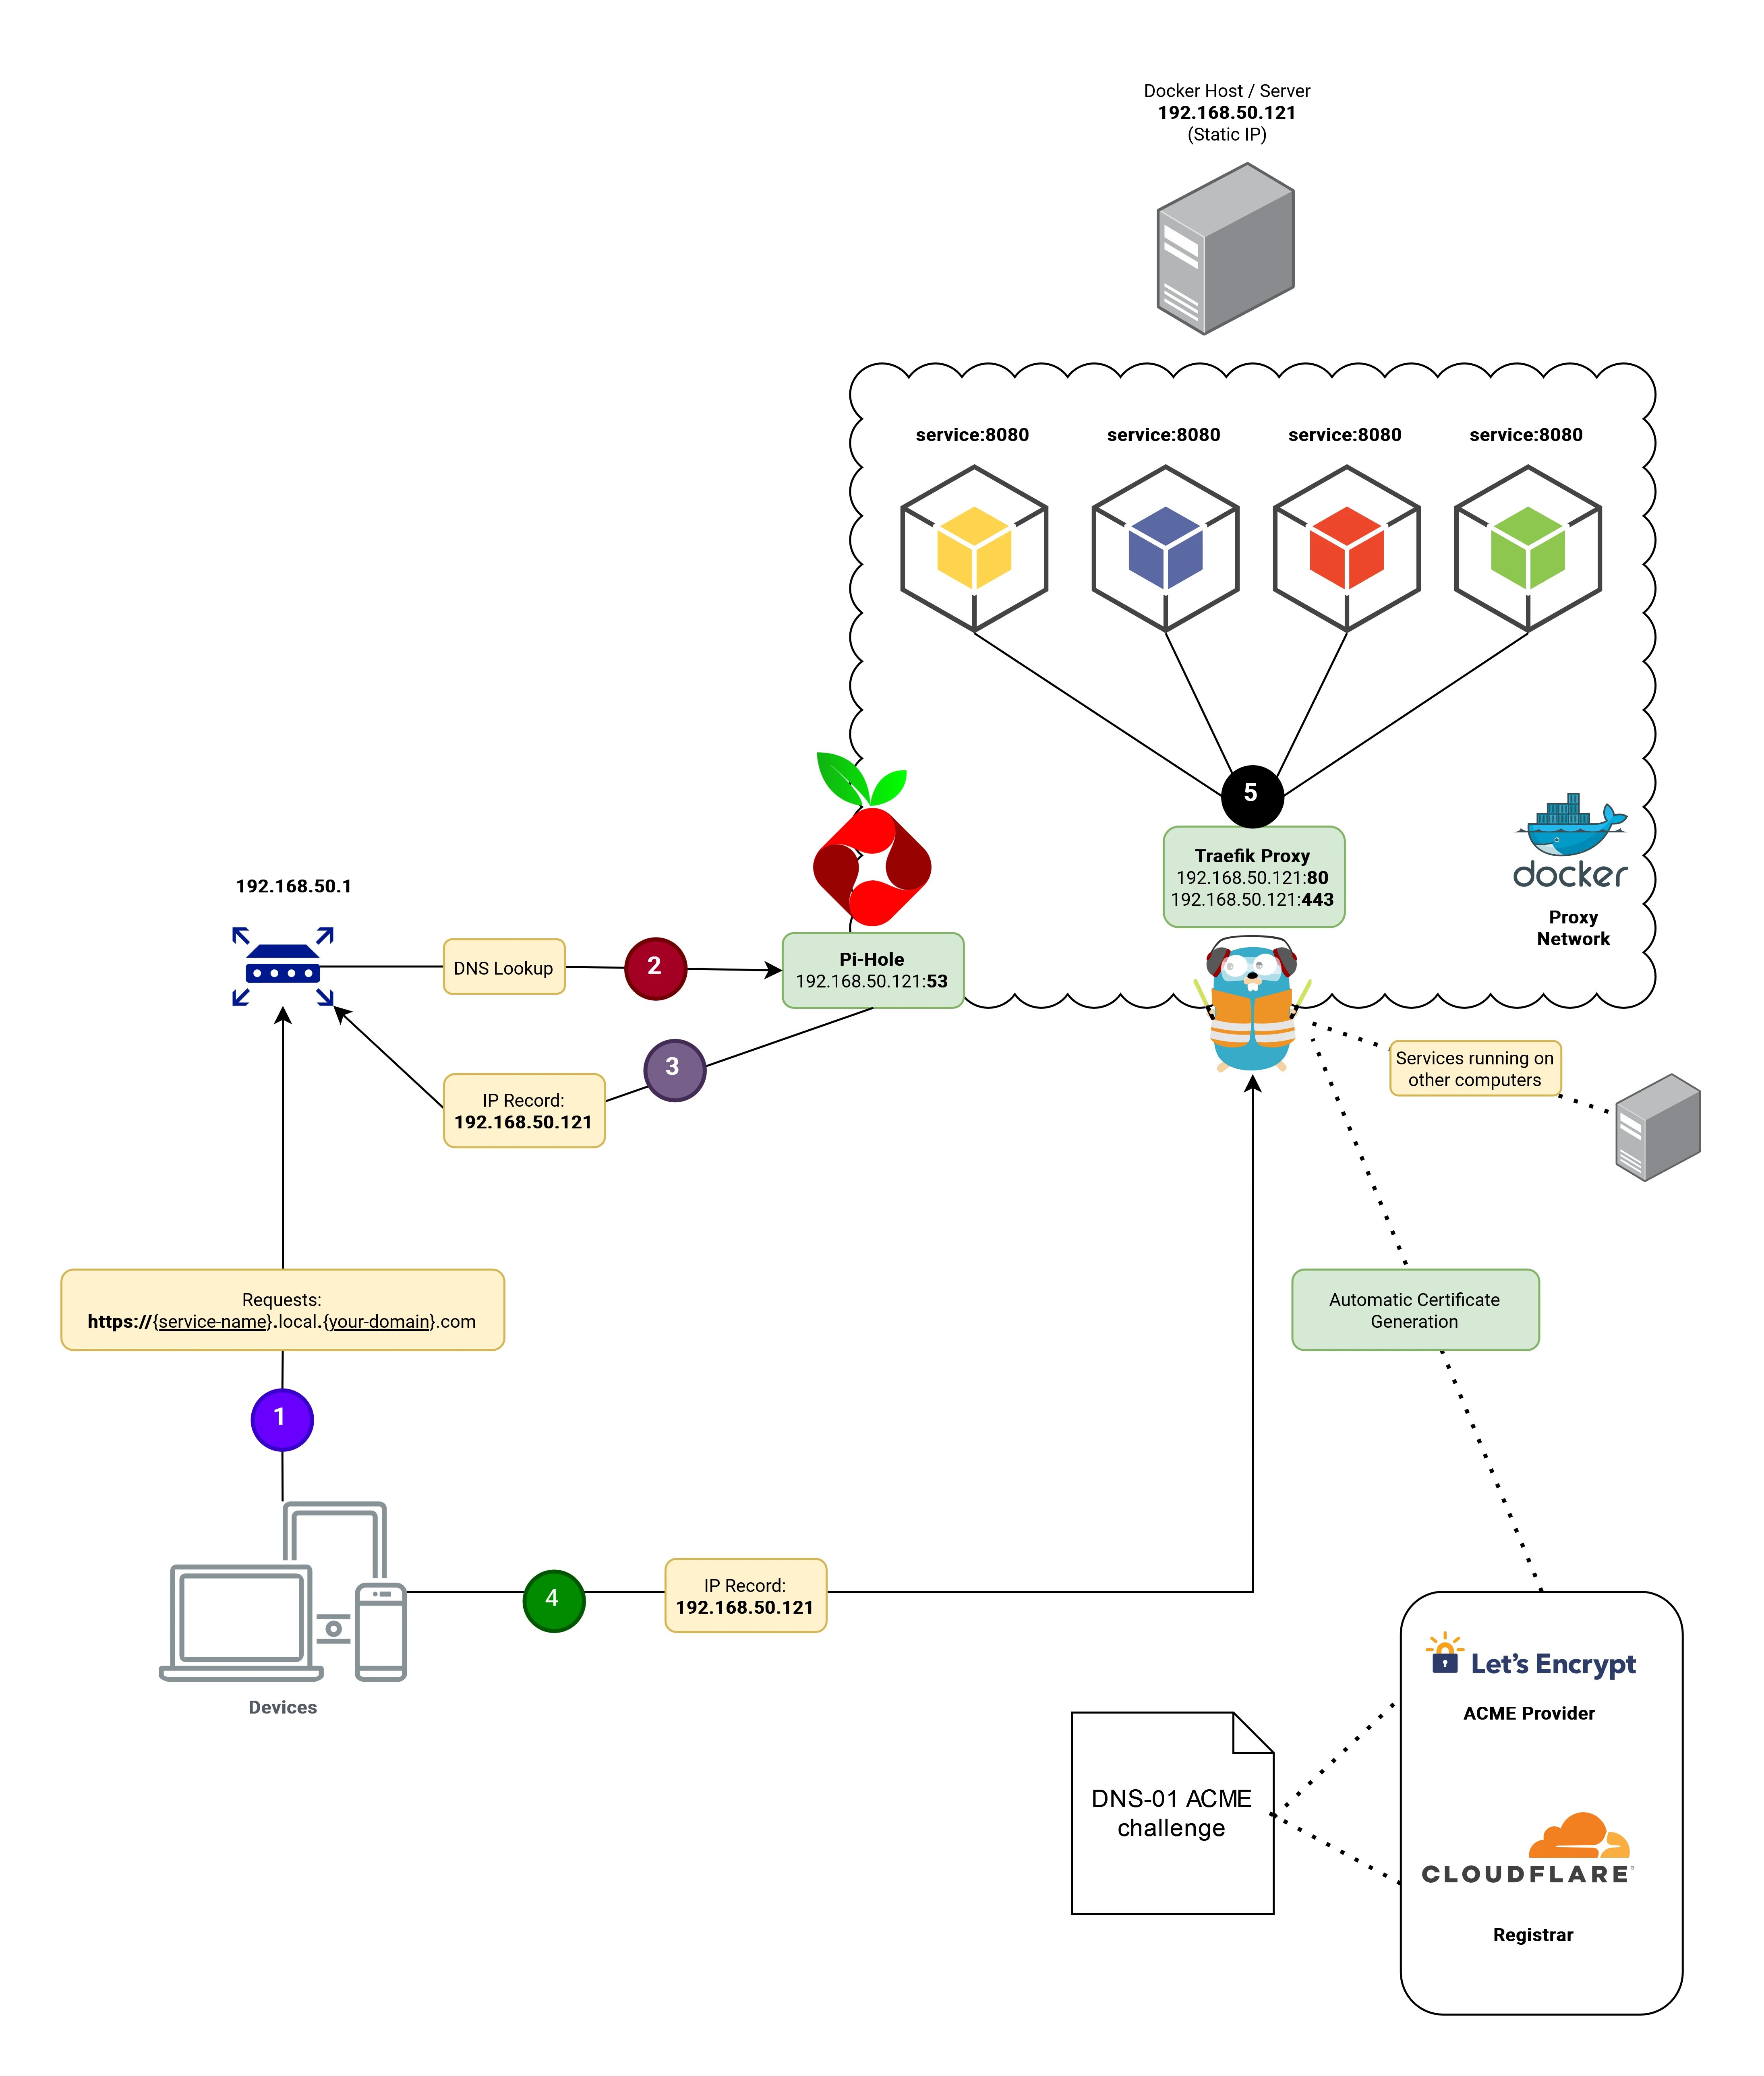 Docker Host / Server
192.168.50.121
(Static IP)
service:8080
service:8080
service:8080
service:8080
5
Traefik Proxy
192.168.50.121:80
192.168.50.121:443
docker
Proxy
Network
192.168.50.1
DNS Lookup
2
Pi-Hole
192.168.50.121:53
3
IP Record:
192.168.50.121
Services running on
other computers
Requests:
https://{service-name}.local.{your-domain}.com
Automatic Certificate
Generation
1
4
IP Record:
192.168.50.121
Devices
Let's Encrypt
ACME Provider
DNS-01 ACME
challenge
CLOUDFLARE
Registrar